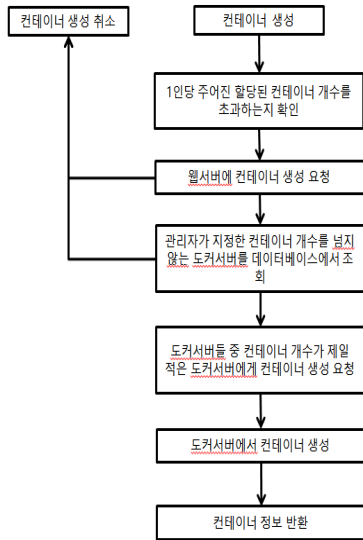 컨테이너 생성 취소
컨테이너 생성
1인당 주어진 할당된 컨테이너 개수를
초과하는지 확인
웹서버에 컨테이너 생성 요청
관리자가 지정한 컨테이너 개수를 넘지
않는 도커서버를 데이터베이스에서 조
회
도커서버들 중 컨테이너 개수가 제일
적은 도커서버에게 컨테이너 생성 요청
도커서버에서 컨테이너 생성
컨테이너 정보 반환